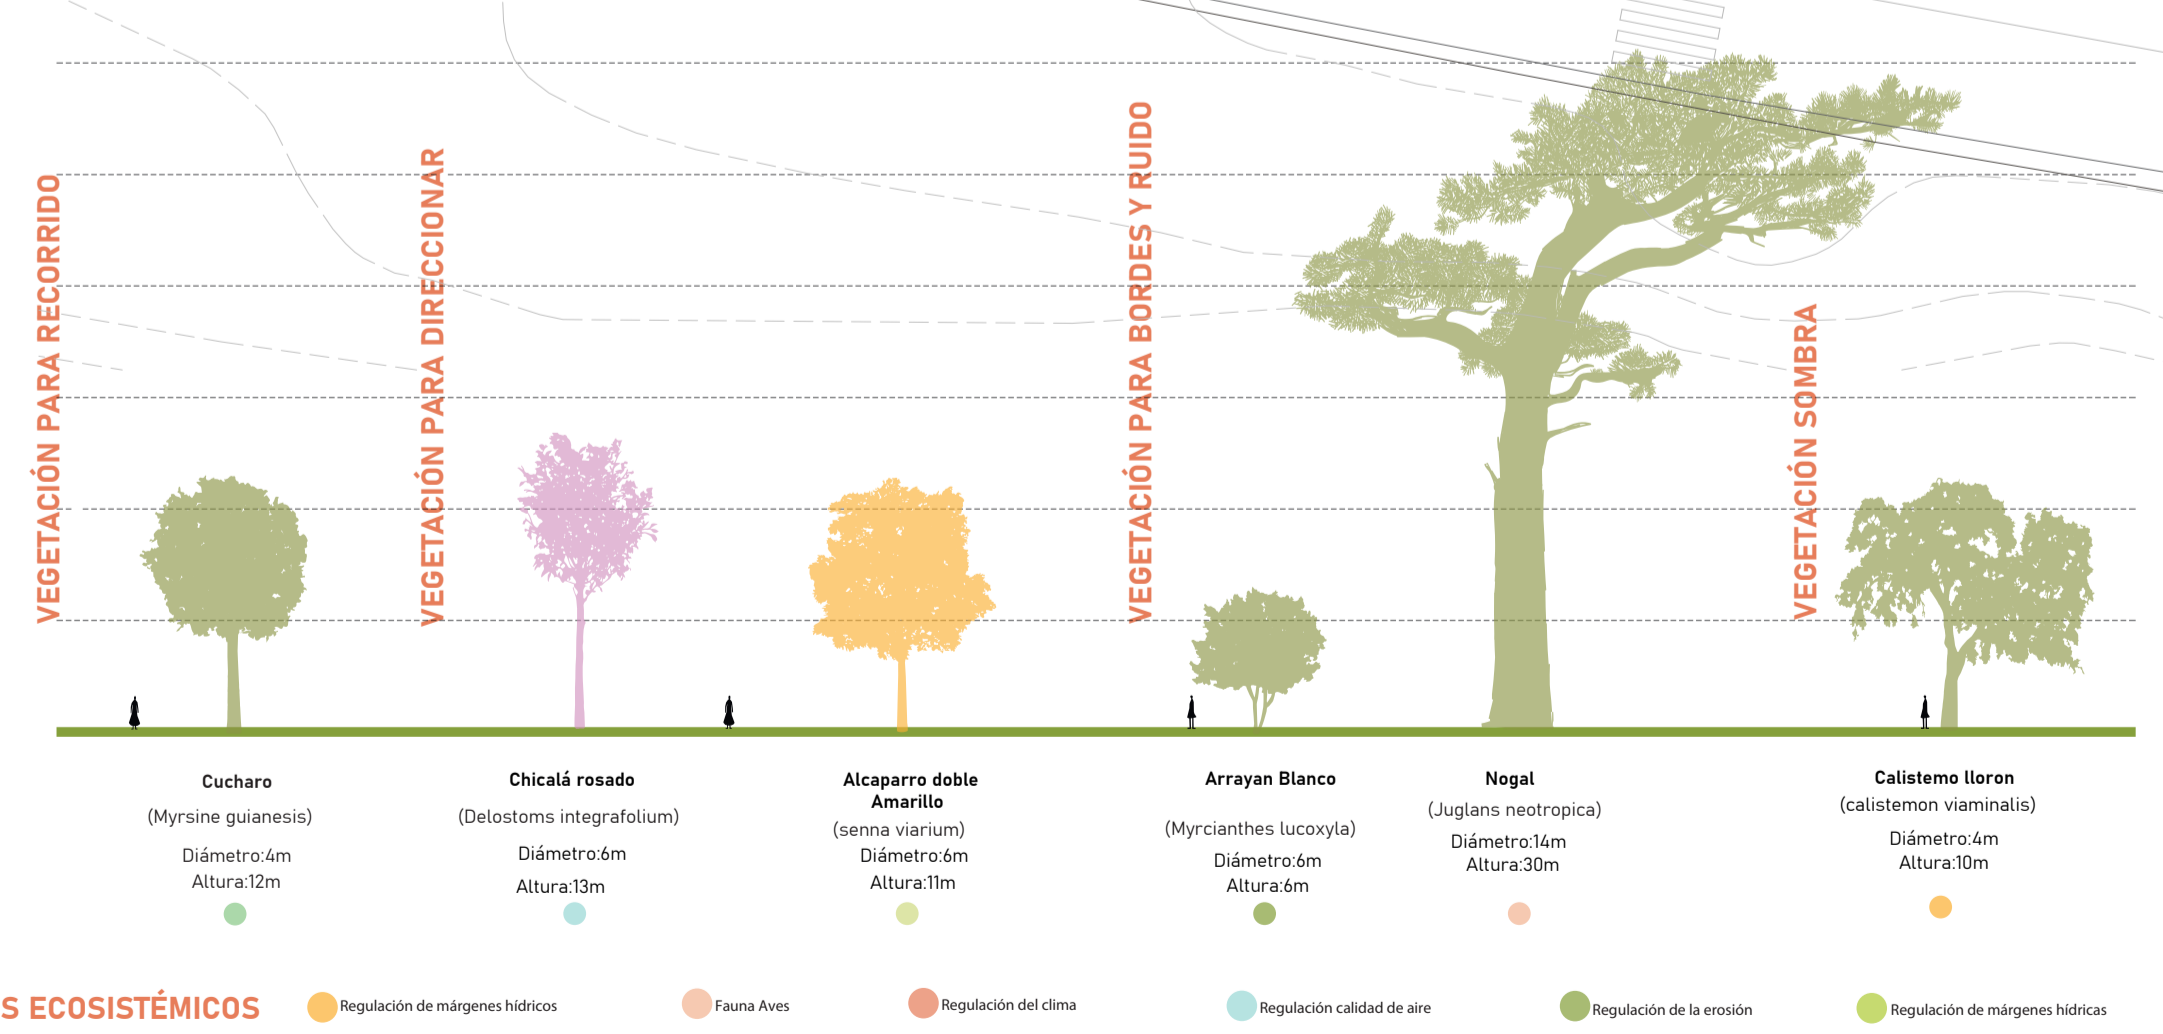 VEGETACIÓN PARA RECORRIDO
VEGETACIÓN PARA DIRECCIONAR
VEGETACIÓN PARA BORDES Y RUIDO
VEGETACIÓN SOMBRA
Cucharo
(Myrsine guianesis)
Diámetro:4m
Altura:12m
Chicalá rosado
(Delostoms integrafolium)
Diámetro:6m
Altura:13m
Alcaparro doble
Amarillo
(senna viarium)
Diámetro:6m
Altura:11m
Arrayan Blanco
(Myrcianthes lucoxyla)
Diámetro:6m
Altura:6m
Nogal
(Juglans neotropica)
Diámetro:14m
Altura:30m
Calistemo lloron
(calistemon viaminalis)
Diámetro:4m
Altura:10m
S ECOSISTÉMICOS
Regulación de márgenes hídricos
Fauna Aves
Regulación del clima
Regulación calidad de aire
Regulación de la erosión
Regulación de márgenes hídricas